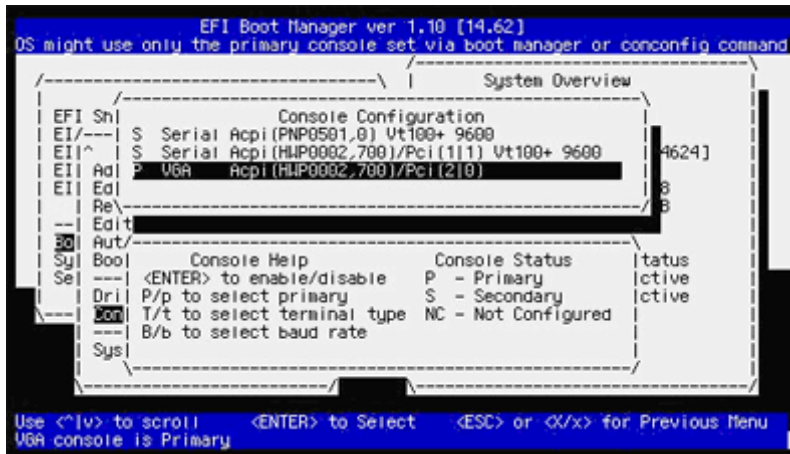 EFI Boot Manager ver 1.10 [14.62]
OS might use only the primary console set via boot manager or conconfig command
System Overview
Console Configuration
S Serial Acpi(PNP0501,0) Vt100+ 9600
S Serial Acpi(HWP0002,700)/Pci(1|1) Vt100+ 9600
P VGA Acpi(HWP0002,700)/Pci(2|0)
EFI Sh
EI
EI
EI
EI
4624]
8
B
Ad
Ed
Re
Edit
Bo Aut
Sy Boo
Se
Dri
Con
Sys
Console Help Console Status
<ENTER> to enable/disable P - Primary
P/p to select primary S - Secondary
T/t to select terminal type NC - Not Configured
B/b to select baud rate
tatus
ctive
ctive
Use <^|v> to scroll <ENTER> to Select <ESC> or <X/x> for Previous Menu
VGA console is Primary